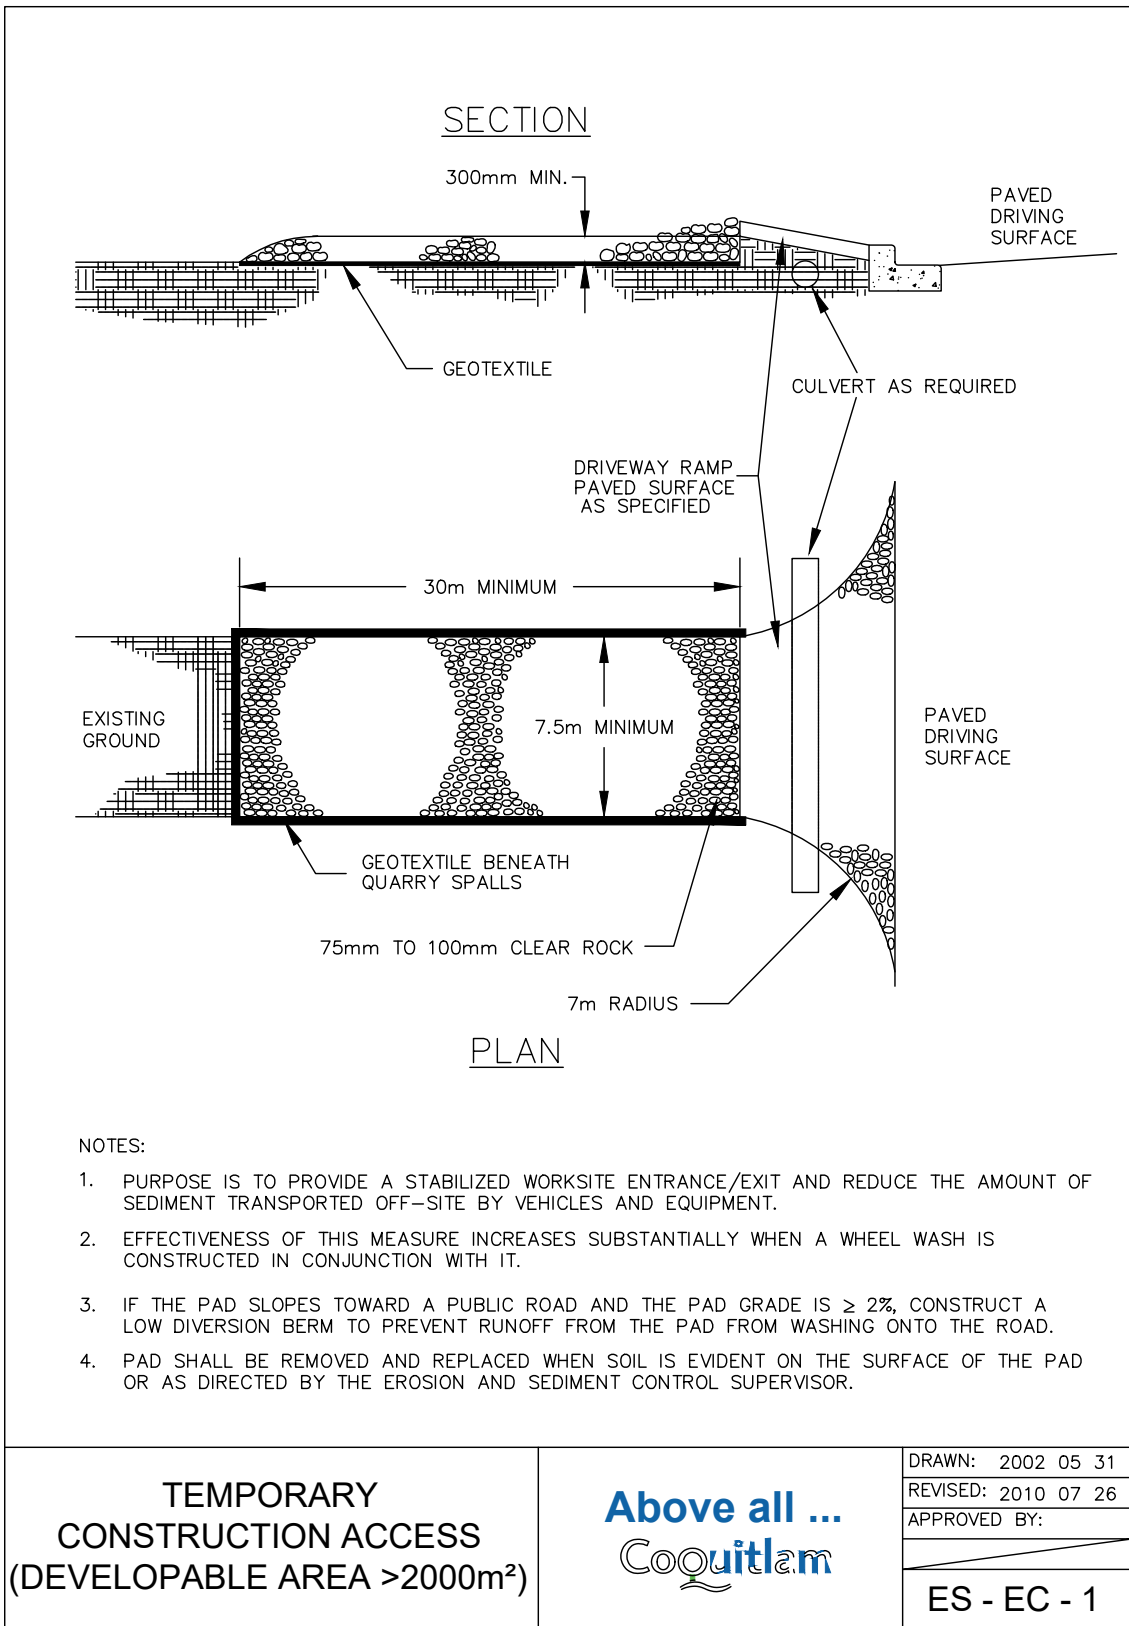 SECTION
300mm MIN.
PAVED
DRIVING
SURFACE
GEOTEXTILE
CULVERT AS REQUIRED
DRIVEWAY RAMP
PAVED SURFACE
AS SPECIFIED
30m MINIMUM
EXISTING
GROUND
7.5m MINIMUM
PAVED
DRIVING
SURFACE
GEOTEXTILE BENEATH
QUARRY SPALLS
75mm TO 100mm CLEAR ROCK
7m RADIUS
PLAN
NOTES:
1. PURPOSE IS TO PROVIDE A STABILIZED WORKSITE ENTRANCE/EXIT AND REDUCE THE AMOUNT OF
SEDIMENT TRANSPORTED OFF-SITE BY VEHICLES AND EQUIPMENT.
2. EFFECTIVENESS OF THIS MEASURE INCREASES SUBSTANTIALLY WHEN A WHEEL WASH IS
CONSTRUCTED IN CONJUNCTION WITH IT.
3. IF THE PAD SLOPES TOWARD A PUBLIC ROAD AND THE PAD GRADE IS ≥ 2%, CONSTRUCT A
LOW DIVERSION BERM TO PREVENT RUNOFF FROM THE PAD FROM WASHING ONTO THE ROAD.
4. PAD SHALL BE REMOVED AND REPLACED WHEN SOIL IS EVIDENT ON THE SURFACE OF THE PAD
OR AS DIRECTED BY THE EROSION AND SEDIMENT CONTROL SUPERVISOR.
TEMPORARY
CONSTRUCTION ACCESS
(DEVELOPABLE AREA >2000m²)
Above all ...
Coquitlam
DRAWN: 2002 05 31
REVISED: 2010 07 26
APPROVED BY:
ES - EC - 1